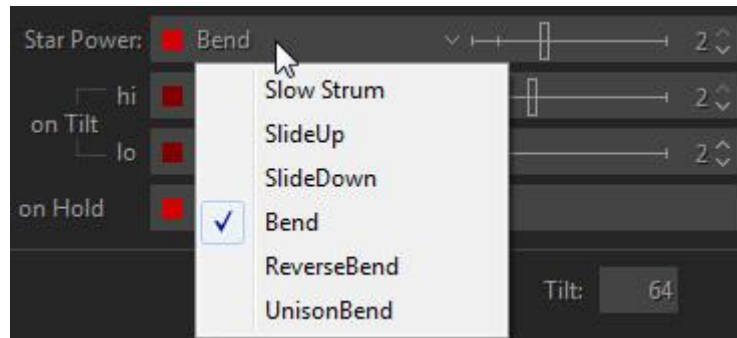 Star Power: Bend 2
Slow Strum
hi 2
SlideUp
on Tilt
lo 2
SlideDown
on Hold
Bend
ReverseBend
UnisonBend
Tilt: 64